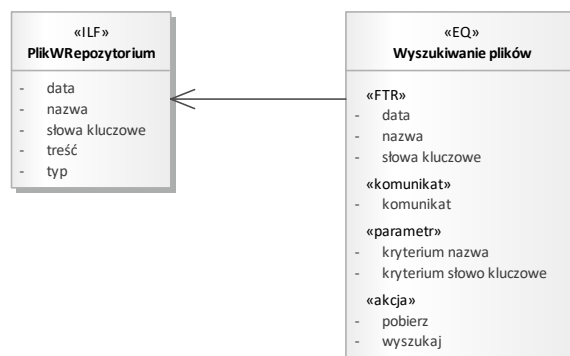 «ILF»
PlikWRepozytorium
- data
- nazwa
- słowa kluczowe
- treść
- typ
«EQ»
Wyszukiwanie plików
«FTR»
- data
- nazwa
- słowa kluczowe
«komunikat»
- komunikat
«parametr»
- kryterium nazwa
- kryterium słowo kluczowe
«akcja»
- pobierz
- wyszukaj